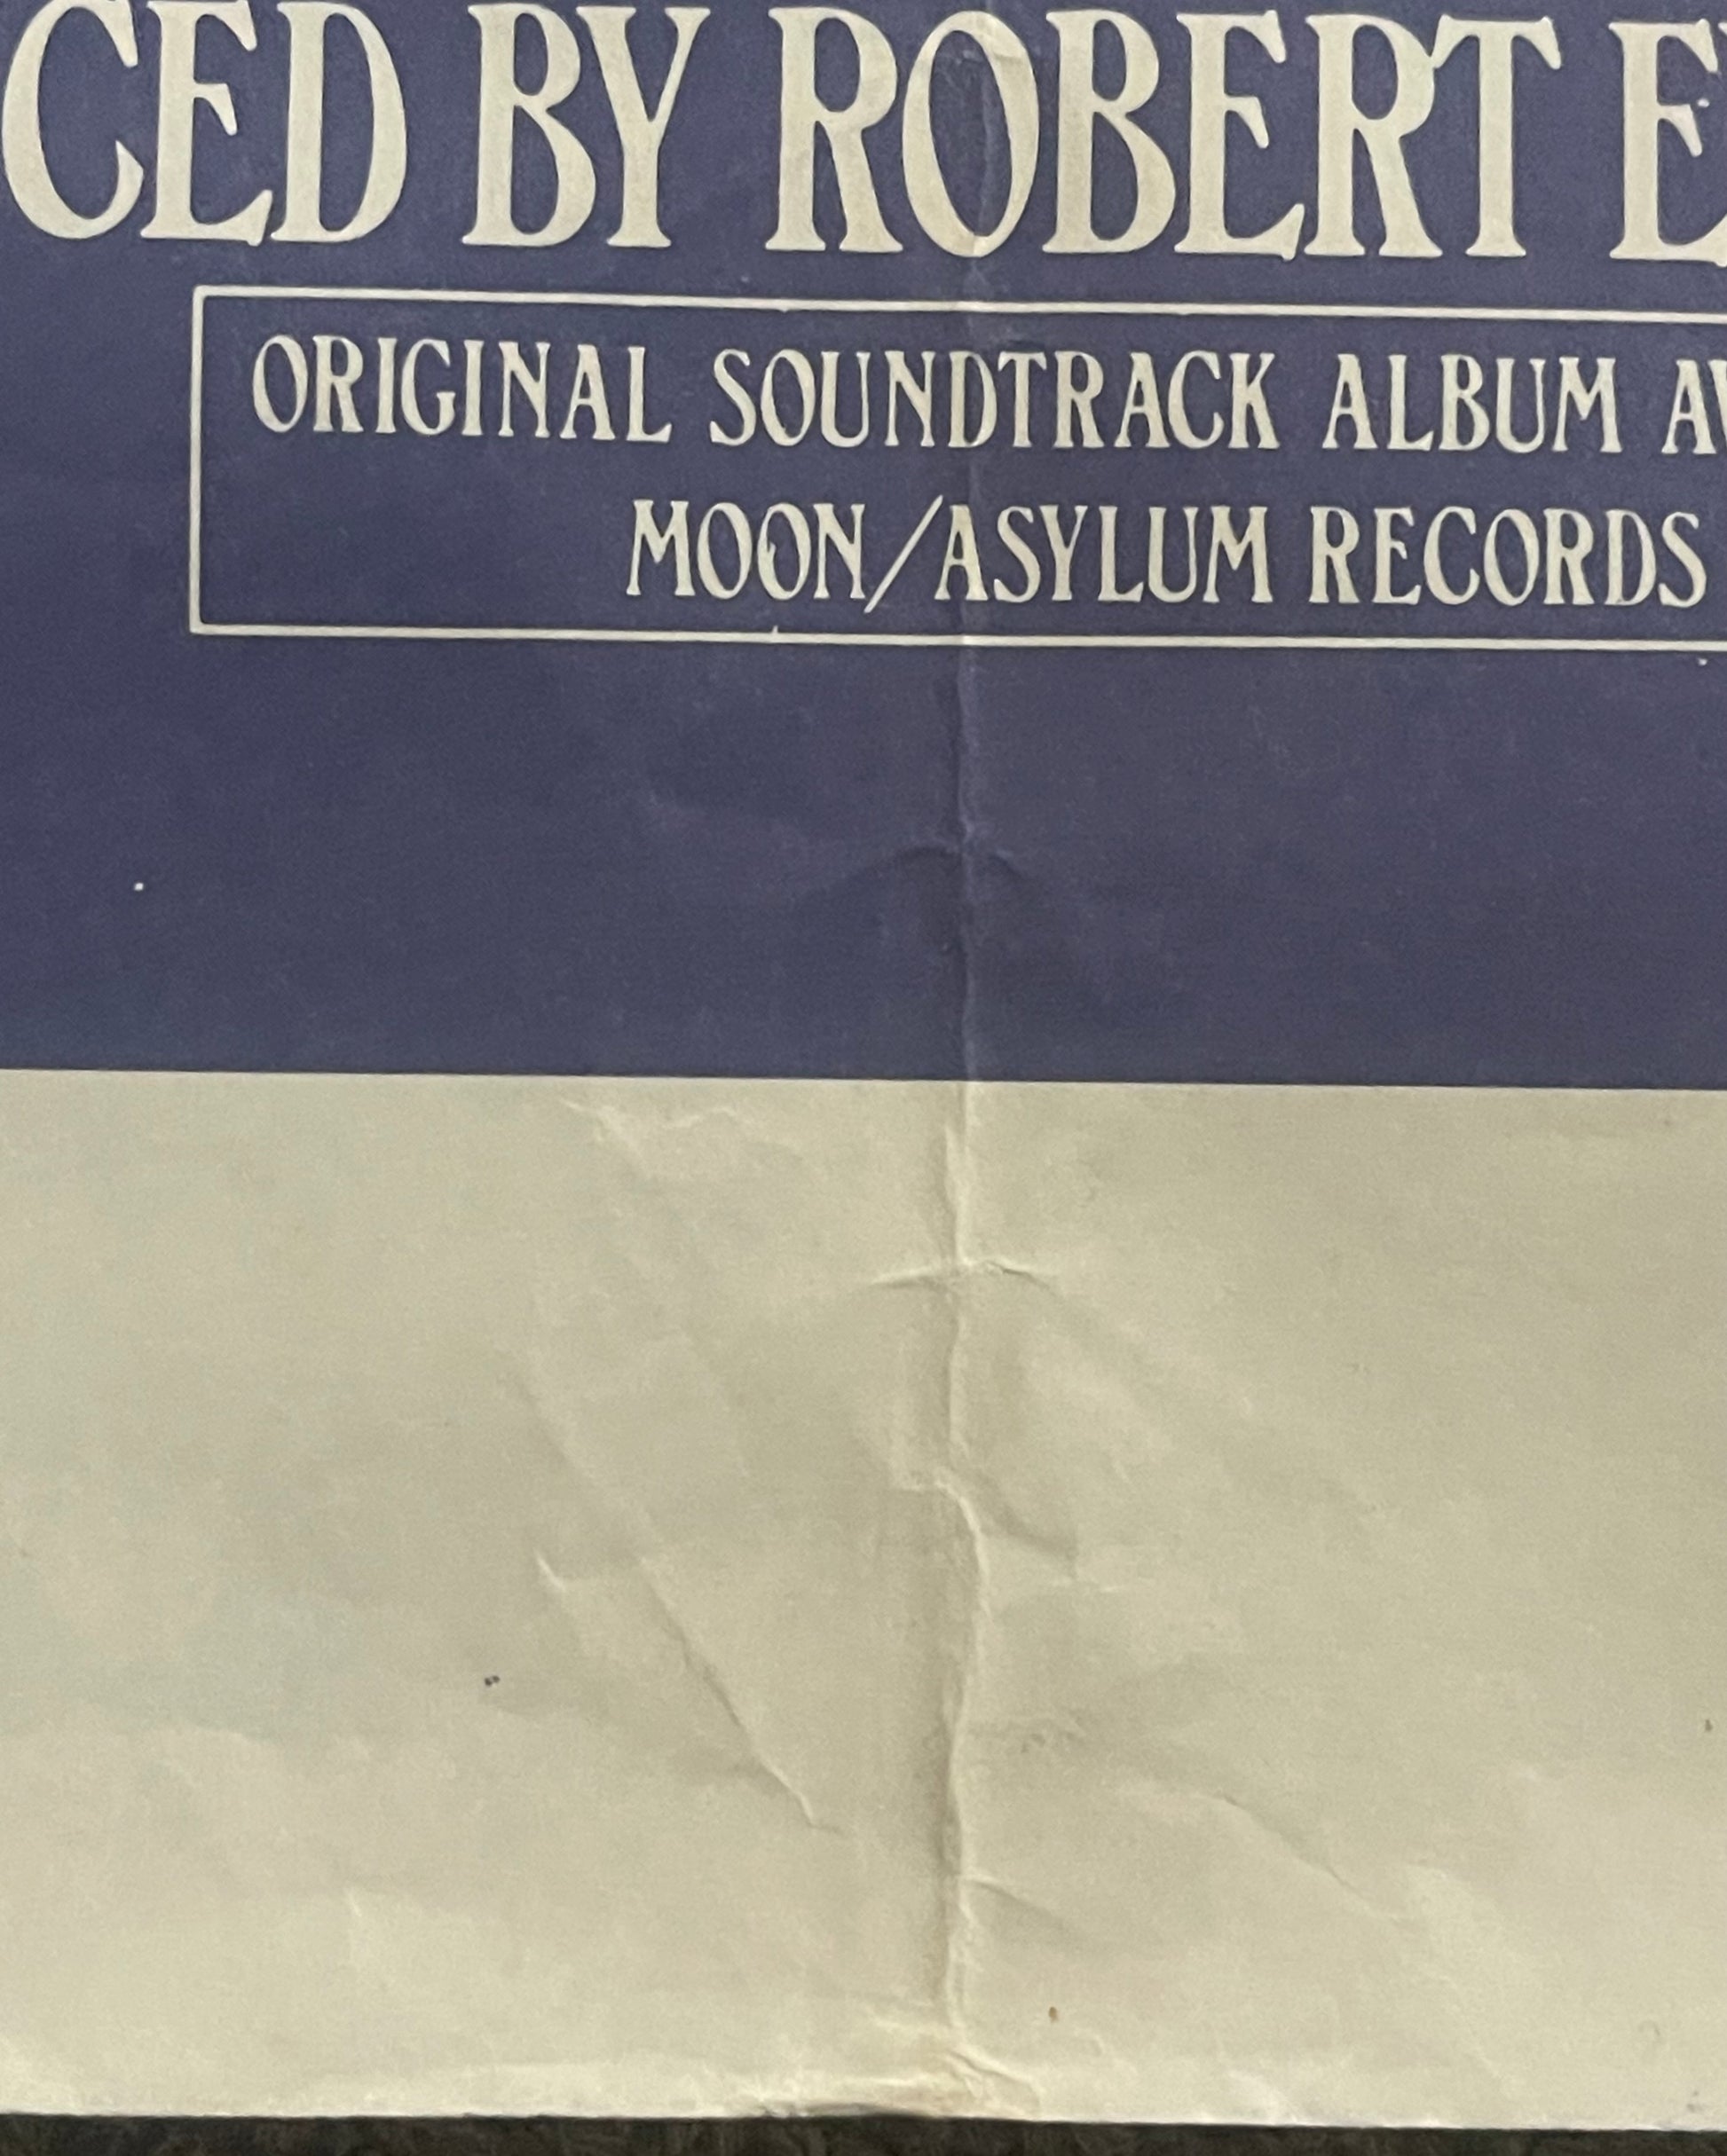 CED BY ROBERT E
ORIGINAL SOUNDTRACK ALBUM AV
MOON/ASYLUM RECORDS